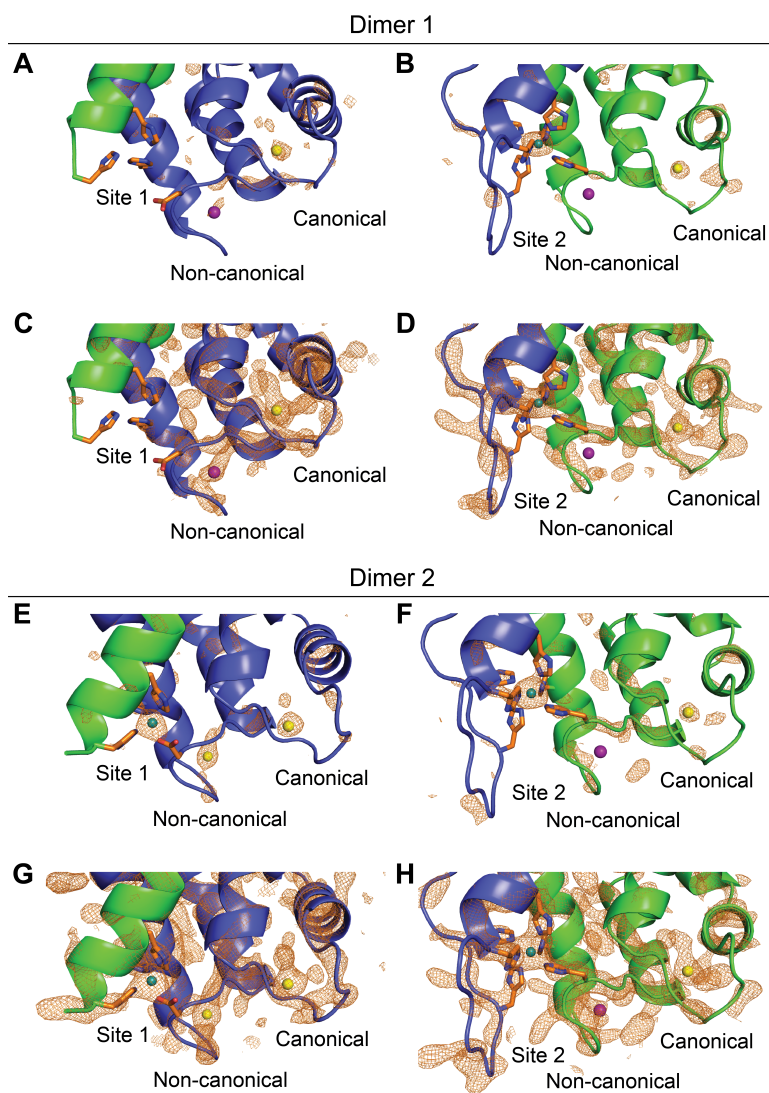 Dimer 1
A
B
Site 1
Canonical
Non-canonical
Site 2
Canonical
Non-canonical
C
D
Site 1
Canonical
Non-canonical
Site 2
Canonical
Non-canonical
Dimer 2
E
F
Site 1
Canonical
Non-canonical
Site 2
Canonical
Non-canonical
G
H
Site 1
Canonical
Non-canonical
Site 2
Canonical
Non-canonical